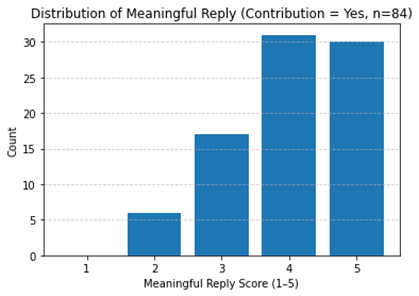 Distribution of Meaningful Reply (Contribution = Yes, n=84)
30
25
20
15
10
5
0
Count
1 2 3 4 5
Meaningful Reply Score (1–5)